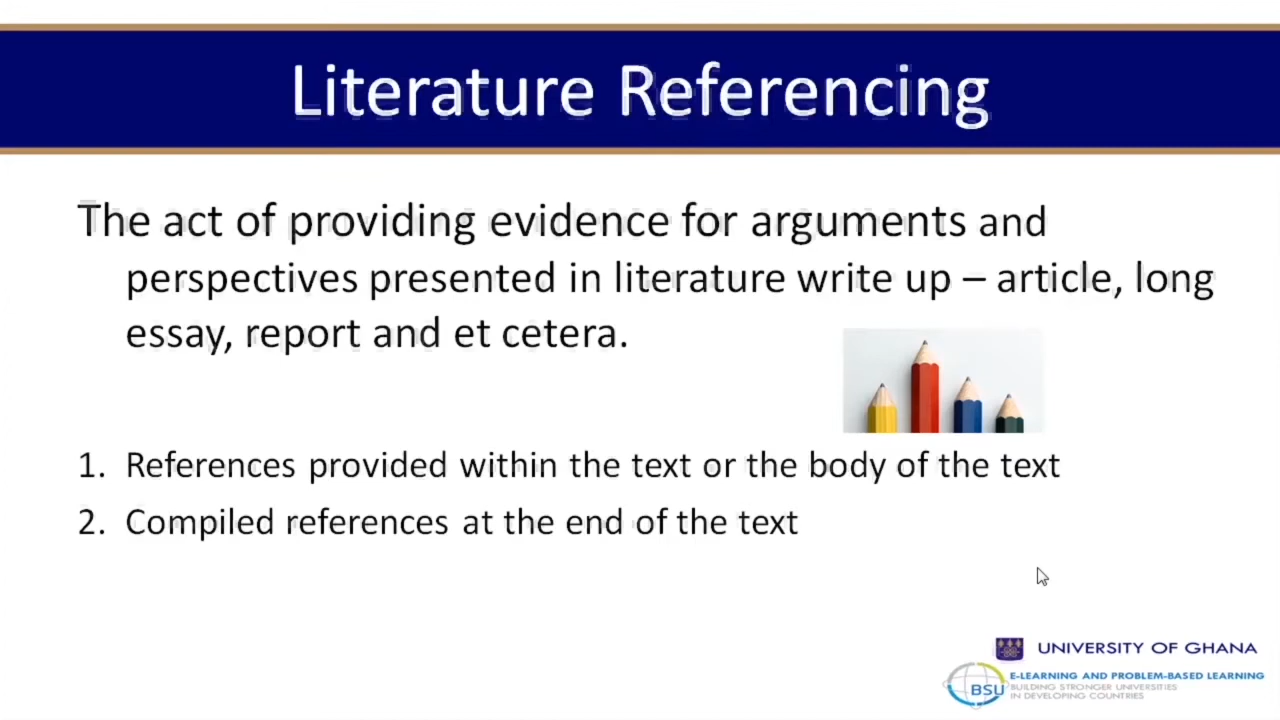 Literature Referencing
The act of providing evidence for arguments and
perspectives presented in literature write up – article, long
essay, report and et cetera.
1. References provided within the text or the body of the text
2. Compiled references at the end of the text
UNIVERSITY OF GHANA
BSU
E-LEARNING AND PROBLEM-BASED LEARNING
BUILDING STRONGER UNIVERSITIES
IN DEVELOPING COUNTRIES